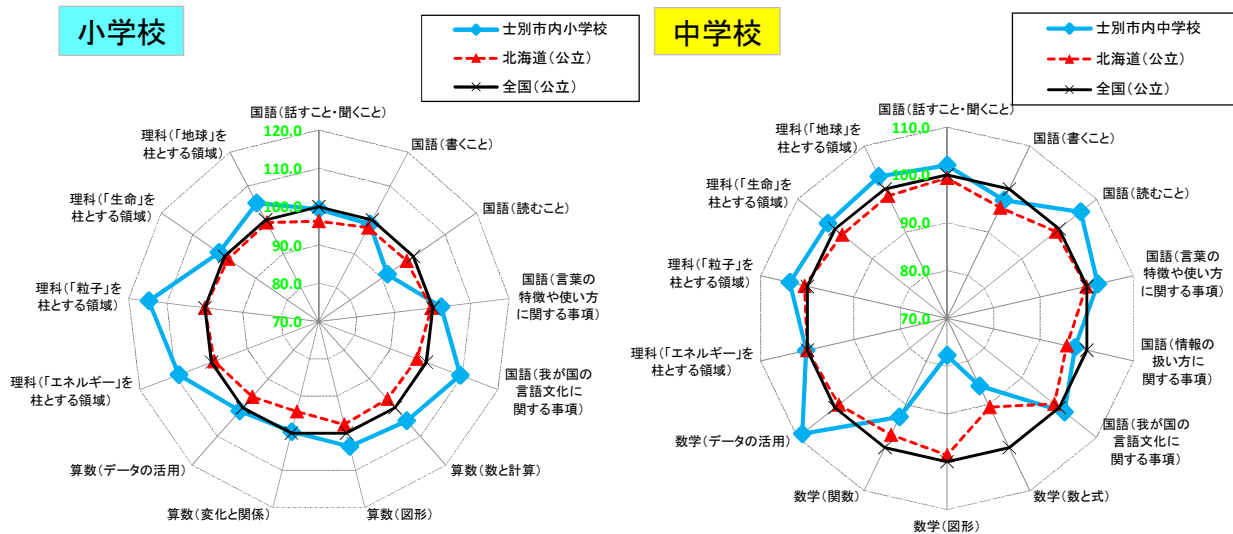 小学校
士別市内小学校
北海道(公立)
全国(公立)
国語(話すこと・聞くこと)
国語(書くこと)
国語(読むこと)
国語(言葉の
特徴や使い方
に関する事項)
国語(我が国の
言語文化に
関する事項)
算数(数と計算)
算数(図形)
算数(変化と関係)
算数(データの活用)
理科(「エネルギー」を
柱とする領域)
理科(「粒子」を
柱とする領域)
理科(「生命」を
柱とする領域)
理科(「地球」を
柱とする領域)
120.0
110.0
100.0
90.0
80.0
70.0
中学校
士別市内中学校
北海道(公立)
全国(公立)
国語(話すこと・聞くこと)
国語(書くこと)
国語(読むこと)
国語(言葉の
特徴や使い方
に関する事項)
国語(情報の
扱い方に
関する事項)
国語(我が国の
言語文化に
関する事項)
数学(数と式)
数学(図形)
数学(関数)
数学(データの活用)
理科(「エネルギー」を
柱とする領域)
理科(「粒子」を
柱とする領域)
理科(「生命」を
柱とする領域)
理科(「地球」を
柱とする領域)
110.0
100.0
90.0
80.0
70.0